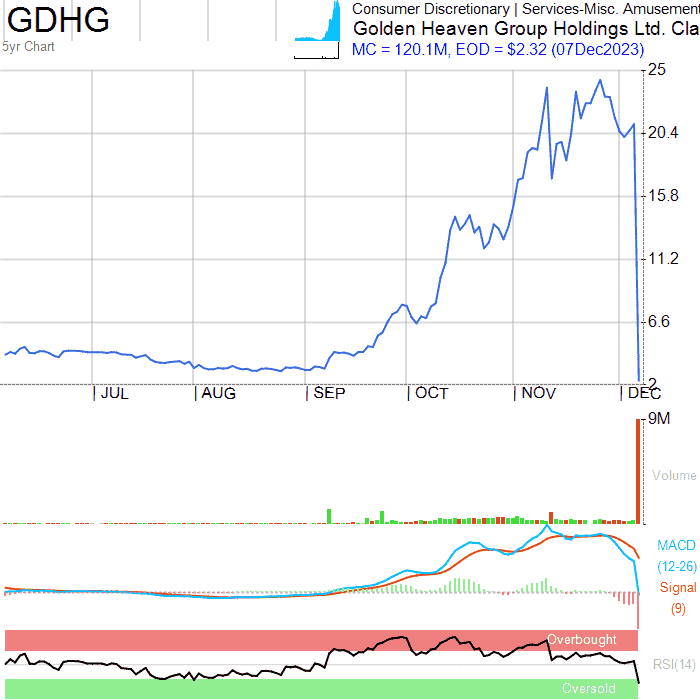 GDHG
5yr Chart
Consumer Discretionary | Services-Misc. Amusement
Golden Heaven Group Holdings Ltd. Cla
MC = 120.1M, EOD = $2.32 (07Dec2023)
25
20.4
15.8
11.2
6.6
2
JUL AUG SEP OCT NOV DEC
9M
Volume
MACD
(12-26)
Signal
(9)
Overbought
RSI(14)
Oversold